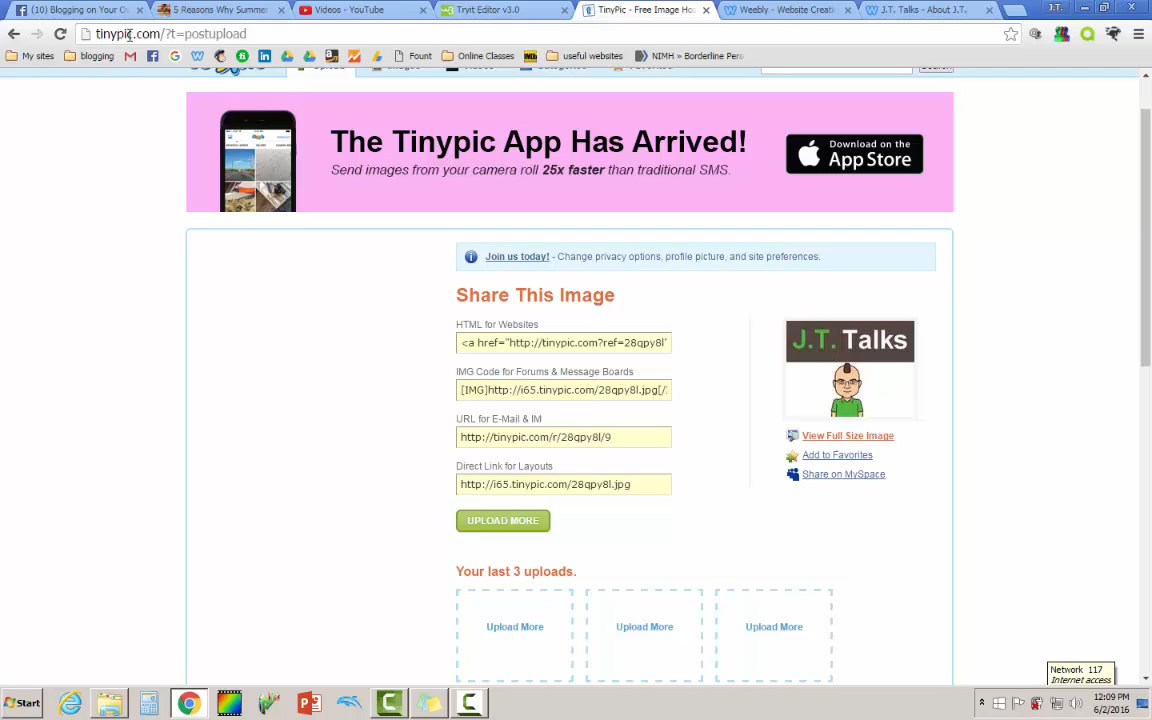 (10) Blogging on Your Ow
5 Reasons Why Summer
Videos - YouTube
Tryit Editor v3.0
TinyPic - Free Image Hos
Weebly - Website Creati
J.T. Talks - About J.T.
J.T.
tinypic.com/?t=postupload
My sites
blogging
Fount
Online Classes
useful websites
NIMH » Borderline Pers
The Tinypic App Has Arrived!
Send images from your camera roll 25x faster than traditional SMS.
Download on the
App Store
Join us today! - Change privacy options, profile picture, and site preferences.
Share This Image
HTML for Websites
<a href="http://tinypic.com?ref=28qpy8l"
IMG Code for Forums & Message Boards
[IMG]http://i65.tinypic.com/28qpy8l.jpg[/
URL for E-Mail & IM
http://tinypic.com/r/28qpy8l/9
Direct Link for Layouts
http://i65.tinypic.com/28qpy8l.jpg
UPLOAD MORE
J.T. Talks
View Full Size Image
Add to Favorites
Share on MySpace
Your last 3 uploads.
Upload More
Upload More
Upload More
Network 117
Internet access
Start
12:09 PM
6/2/2016